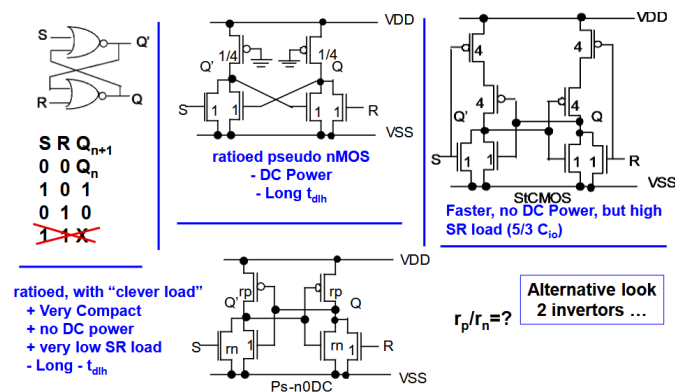 S
Q'
R
Q
S R Qn+1
0 0 Qn
1 0 1
0 1 0
1 1 X
VDD
1/4
1/4
Q'
Q
S
1
1
1
1
R
VSS
ratioed pseudo nMOS
- DC Power
- Long tdlh
VDD
4
4
4
4
Q'
Q
S
1
1
1
1
R
VSS
StCMOS
Faster, no DC Power, but high
SR load (5/3 Cio)
ratioed, with “clever load”
+ Very Compact
+ no DC power
+ very low SR load
- Long - tdlh
VDD
Q'
rp
rp
Q
S
rn
1
rn
1
R
VSS
Ps-n0DC
rp/rn=?
Alternative look
2 invertors …